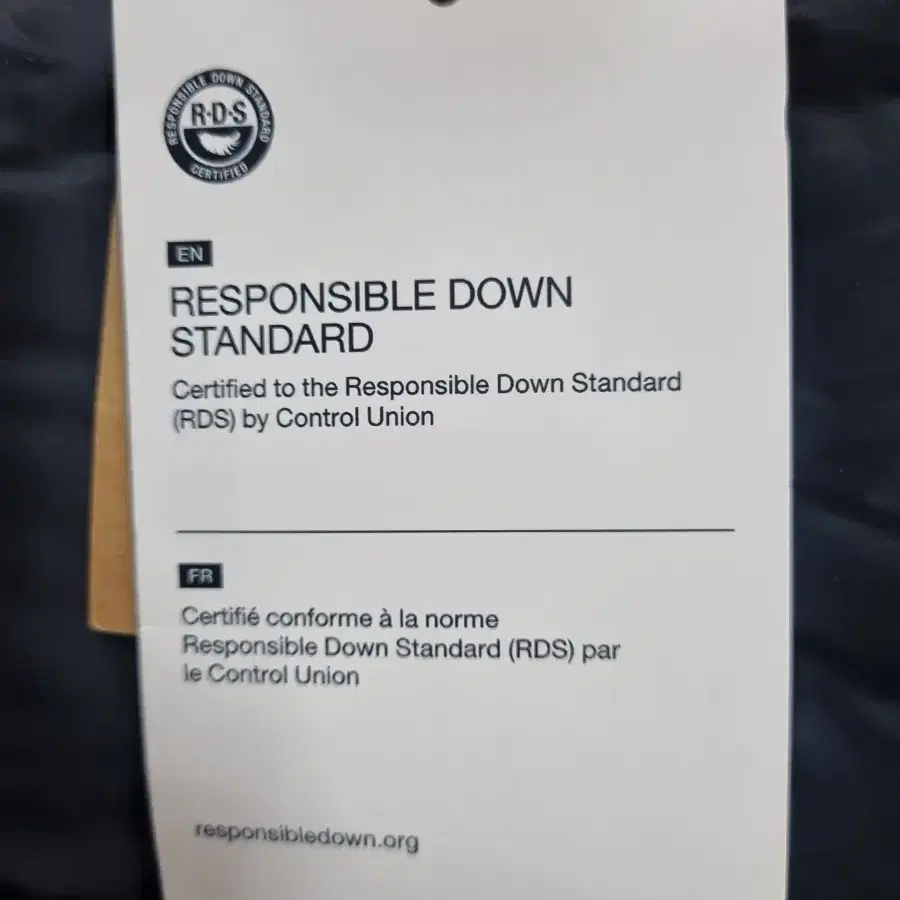 RESPONSIBLE DOWN STANDARD
R·D·S
CERTIFIED
EN
RESPONSIBLE DOWN
STANDARD
Certified to the Responsible Down Standard
(RDS) by Control Union
FR
Certifié conforme à la norme
Responsible Down Standard (RDS) par
le Control Union
responsibledown.org